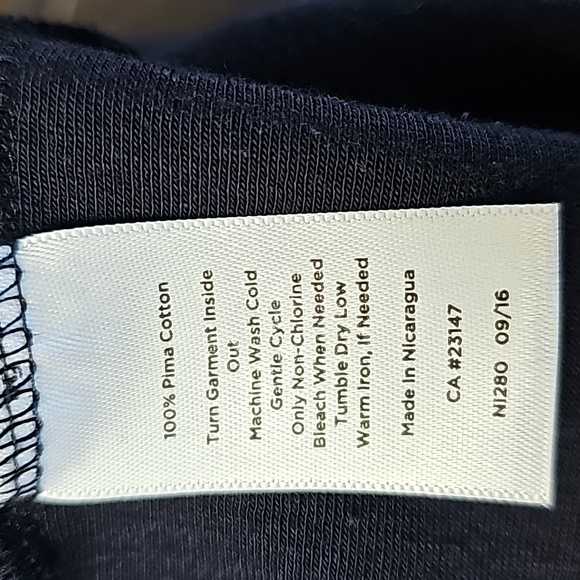 100% Pima Cotton
Turn Garment Inside
Out
Machine Wash Cold
Gentle Cycle
Only Non-Chlorine
Bleach When Needed
Tumble Dry Low
Warm Iron, If Needed
Made In Nicaragua
CA #23147
NI280 09/16